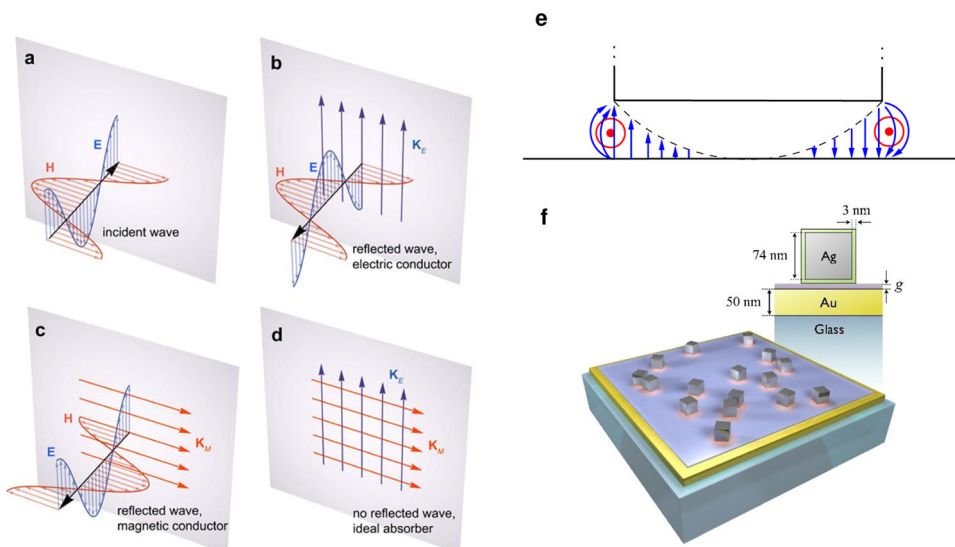 a
E
H
incident wave
b
E
H
K_E
reflected wave,
electric conductor
c
H
E
K_M
reflected wave,
magnetic conductor
d
K_E
K_M
no reflected wave,
ideal absorber
e
f
3 nm
74 nm
Ag
g
50 nm
Au
Glass